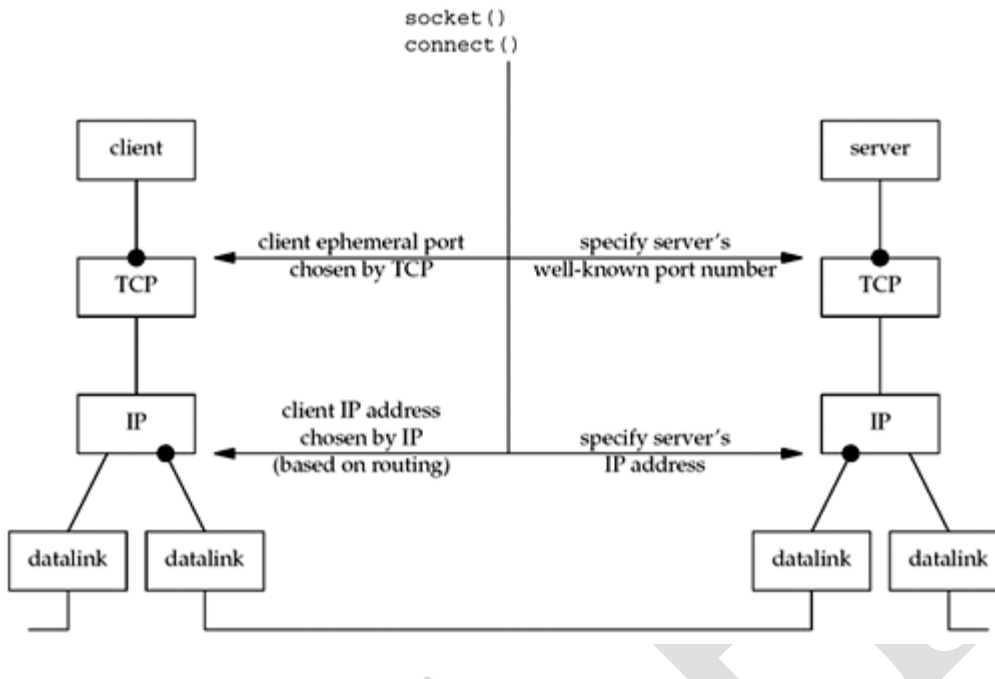 socket()
connect()
client
server
client ephemeral port
chosen by TCP
specify server's
well-known port number
TCP
TCP
client IP address
chosen by IP
(based on routing)
specify server's
IP address
IP
IP
datalink
datalink
datalink
datalink